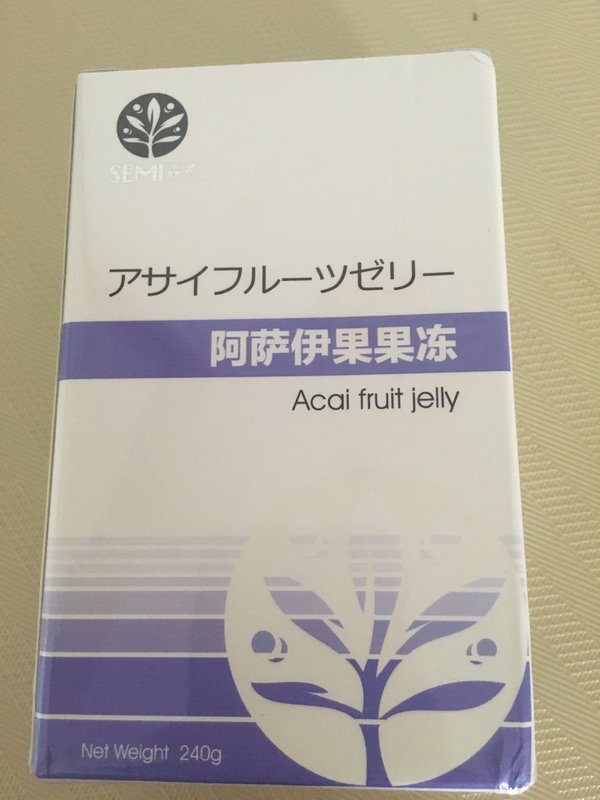 SEMI
アサイフルーツゼリー
阿萨伊果果冻
Acai fruit jelly
Net Weight 240g